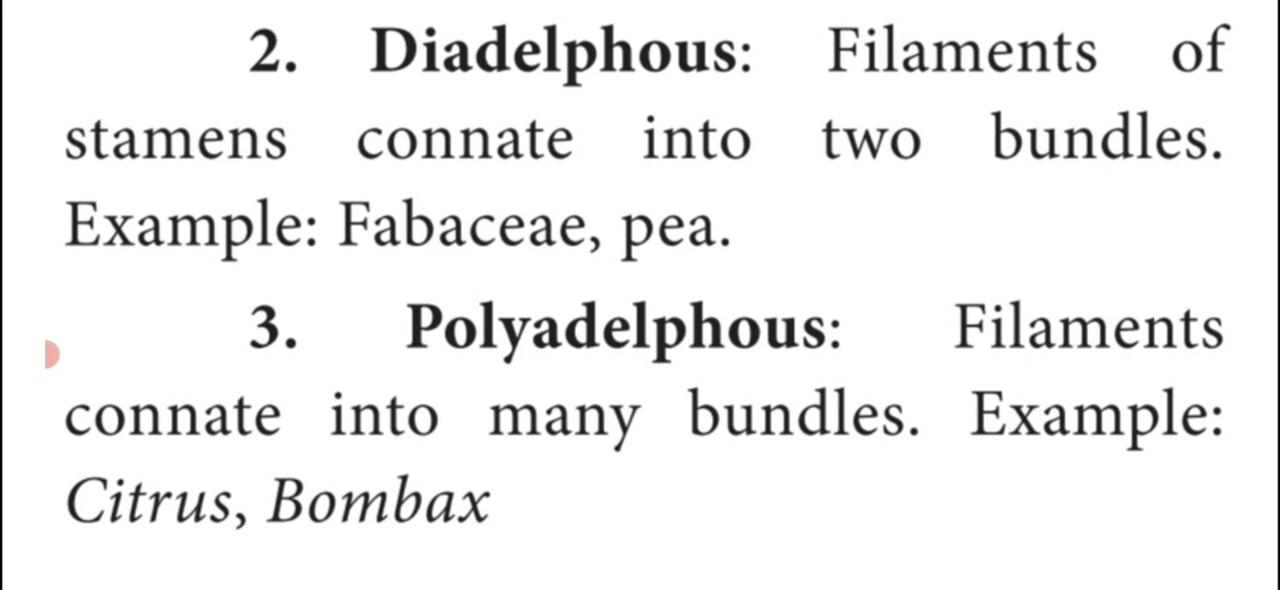 2. Diadelphous: Filaments of
stamens connate into two bundles.
Example: Fabaceae, pea.
3. Polyadelphous: Filaments
connate into many bundles. Example:
Citrus, Bombax